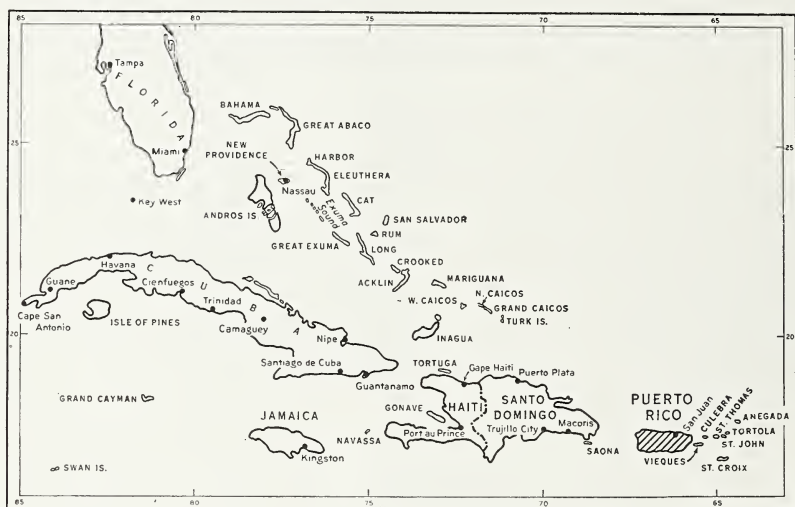 85
80
75
70
65
Tampa
FLORIDA
BAHAMA
GREAT ABACO
25
25
Miami
NEW
PROVIDENCE
HARBOR
ELEUTHERA
Nassau
Key West
CAT
ANDROS IS
Exuma
Sound
SAN SALVADOR
RUM
GREAT EXUMA
LONG
Havana
CROOKED
Guane
CUBA
Cienfuegos
ACKLIN
MARIGUANA
N. CAICOS
Cape San
Antonio
Trinidad
W. CAICOS
GRAND CAICOS
TURK IS.
ISLE OF PINES
Camaguey
20
Nipe
INAGUA
20
Santiago de Cuba
TORTUGA
Gape Haiti
Puerto Plata
Guantanamo
GRAND CAYMAN
HAITI
SANTO
DOMINGO
PUERTO
RICO
San Juan
CULEBRA
ST. THOMAS
ANEGADA
TORTOLA
ST. JOHN
JAMAICA
GONAVE
NAVASSA
Port au Prince
Trujillo City
Macoris
SAONA
VIEQUES
ST. CROIX
Kingston
SWAN IS.
85
80
75
70
65